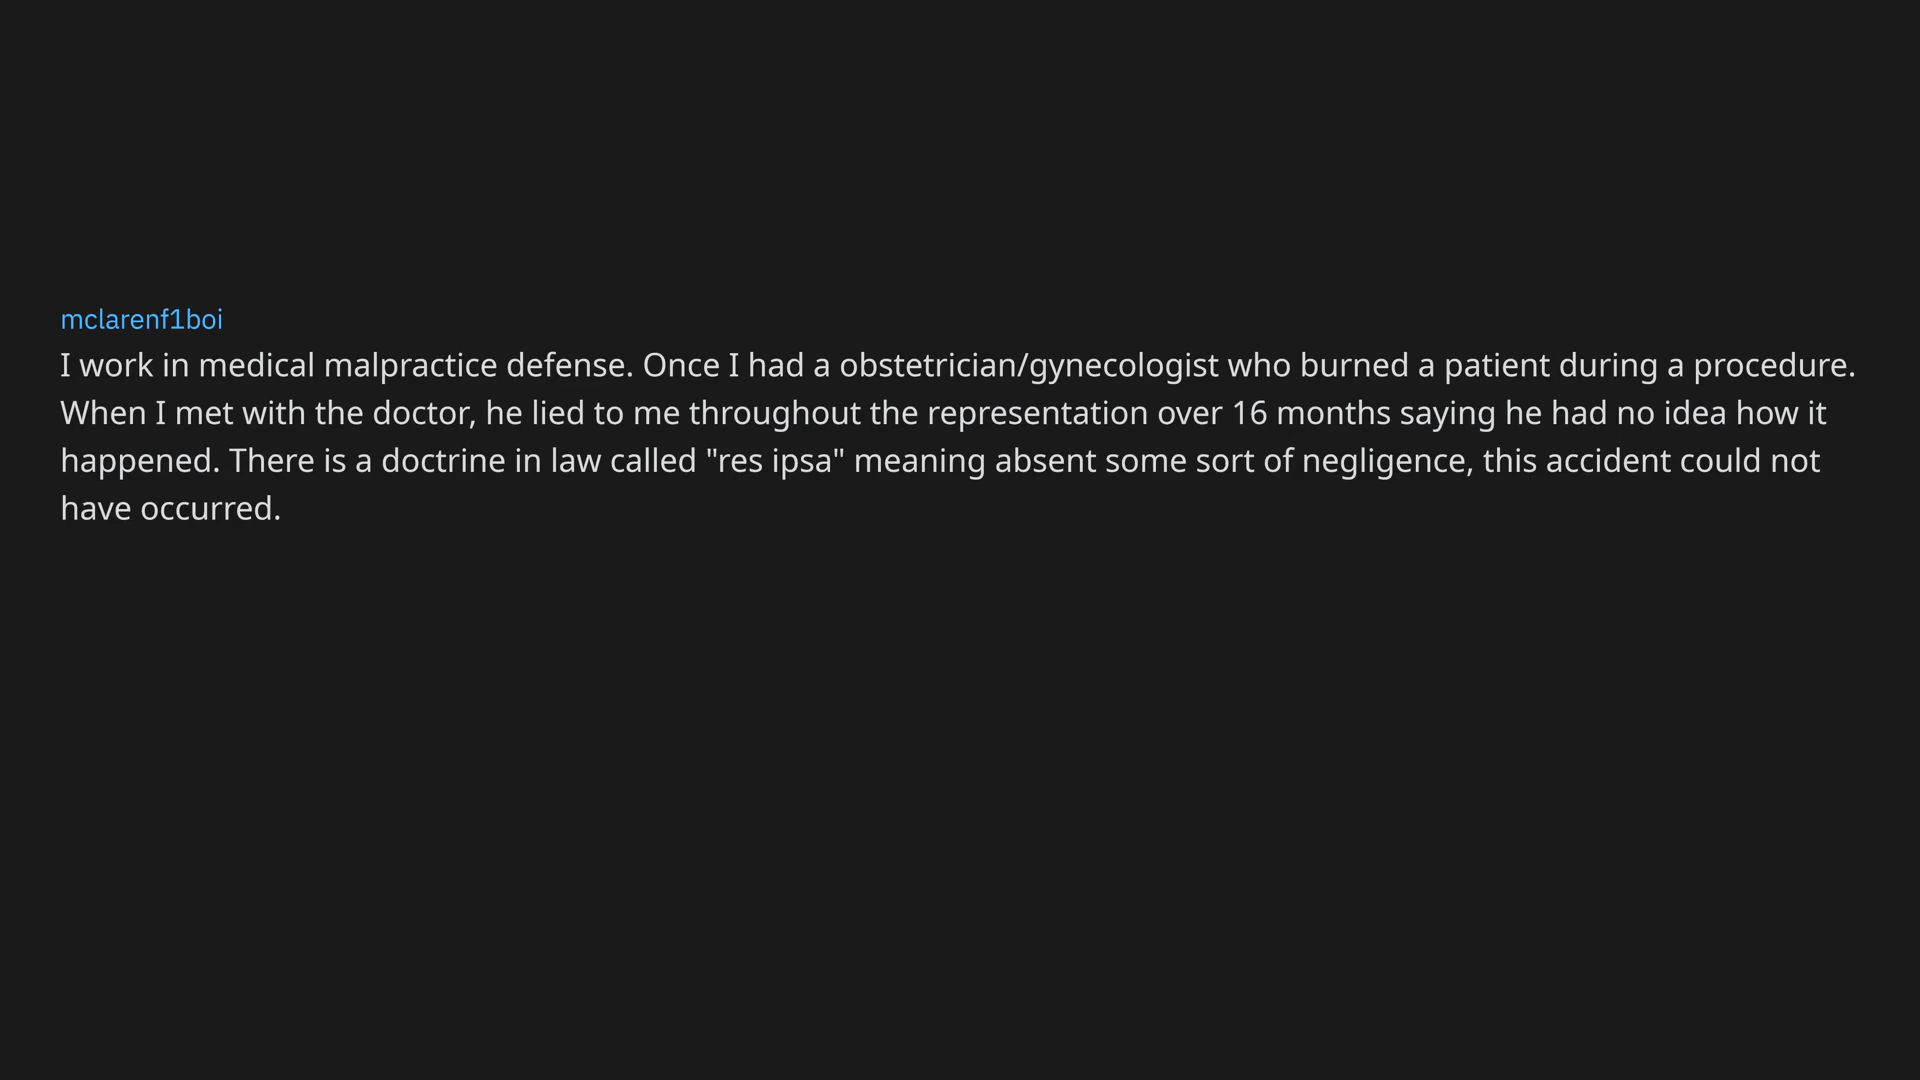 mclarenf1boi
I work in medical malpractice defense. Once I had a obstetrician/gynecologist who burned a patient during a procedure.
When I met with the doctor, he lied to me throughout the representation over 16 months saying he had no idea how it
happened. There is a doctrine in law called "res ipsa" meaning absent some sort of negligence, this accident could not
have occurred.